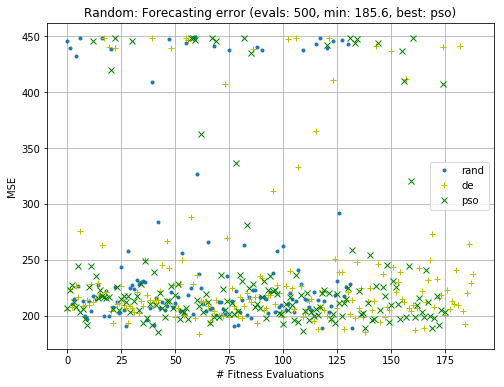 Random: Forecasting error (evals: 500, min: 185.6, best: pso)
450
400
350
300
250
200
MSE
rand
de
pso
0 25 50 75 100 125 150 175
# Fitness Evaluations